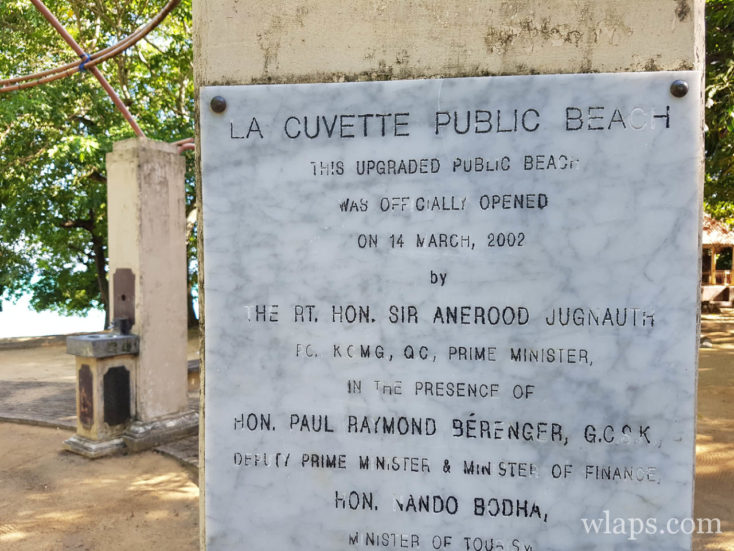 LA CUVETTE PUBLIC BEACH
THIS UPGRADED PUBLIC BEACH
WAS OFFICIALLY OPENED
ON 14 MARCH, 2002
by
THE RT. HON. SIR ANEROOD JUGNAUTH
PC, KCMG, QC, PRIME MINISTER,
IN THE PRESENCE OF
HON. PAUL RAYMOND BÉRENGER, G.C.S.K,
DEPUTY PRIME MINISTER & MINISTER OF FINANCE,
HON. NANDO BODHA,
MINISTER OF TOURISM
wlaps.com